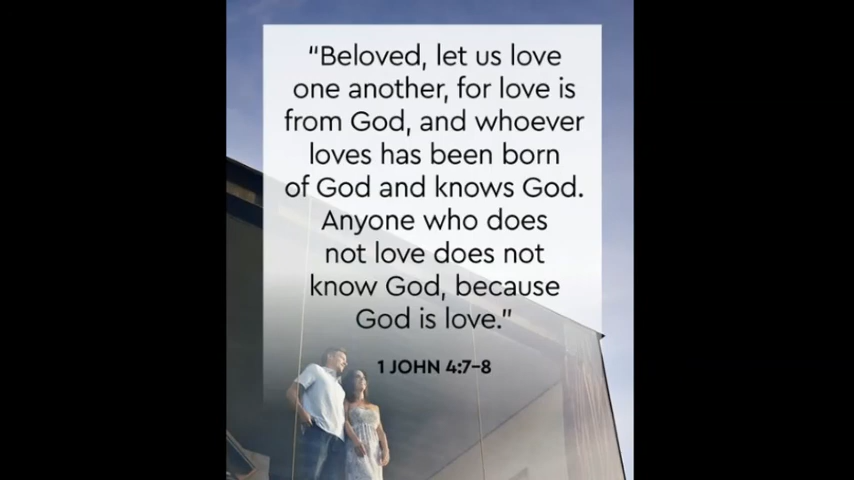 “Beloved, let us love
one another, for love is
from God, and whoever
loves has been born
of God and knows God.
Anyone who does
not love does not
know God, because
God is love.”
1 JOHN 4:7–8